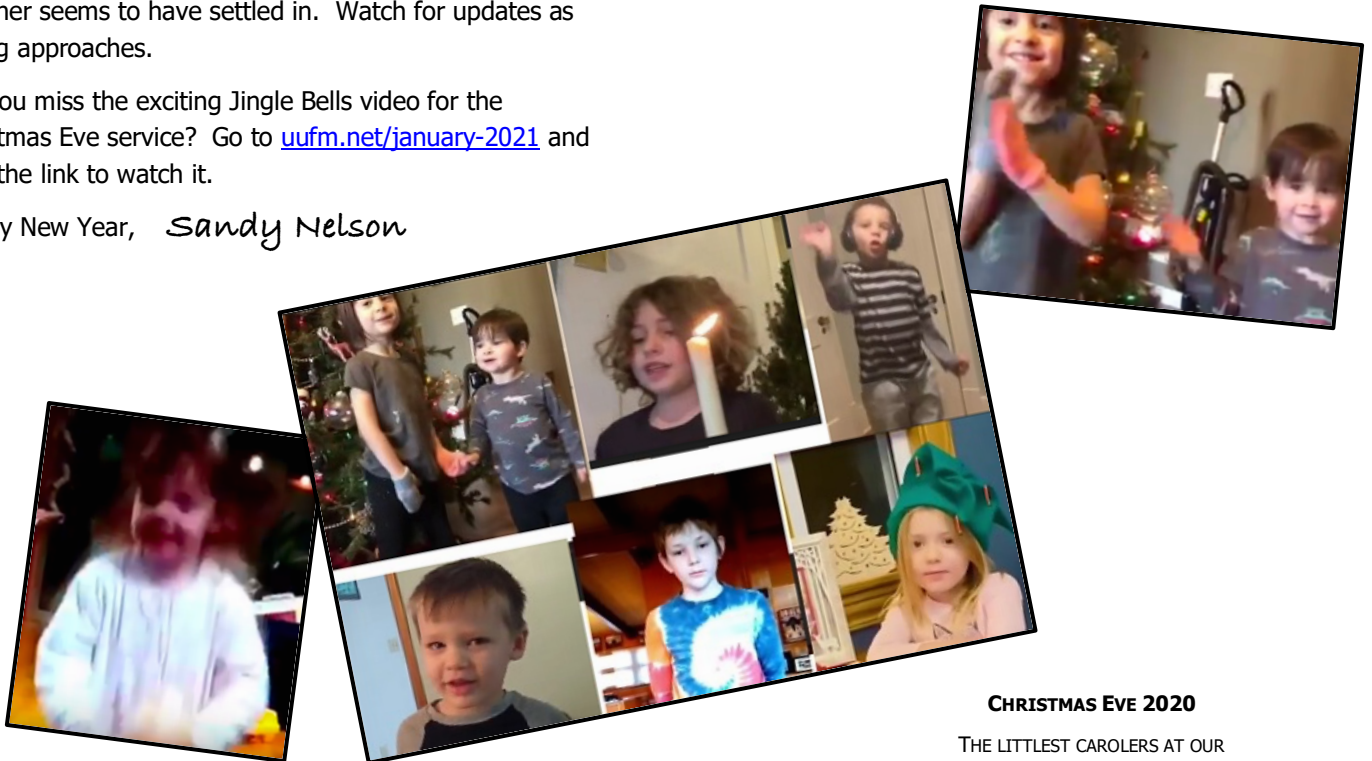 ner seems to have settled in.  Watch for updates as
g approaches.
ou miss the exciting Jingle Bells video for the
tmas Eve service?  Go to uufm.net/january-2021 and
the link to watch it.
y New Year,   Sandy Nelson
CHRISTMAS EVE 2020
THE LITTLEST CAROLERS AT OUR